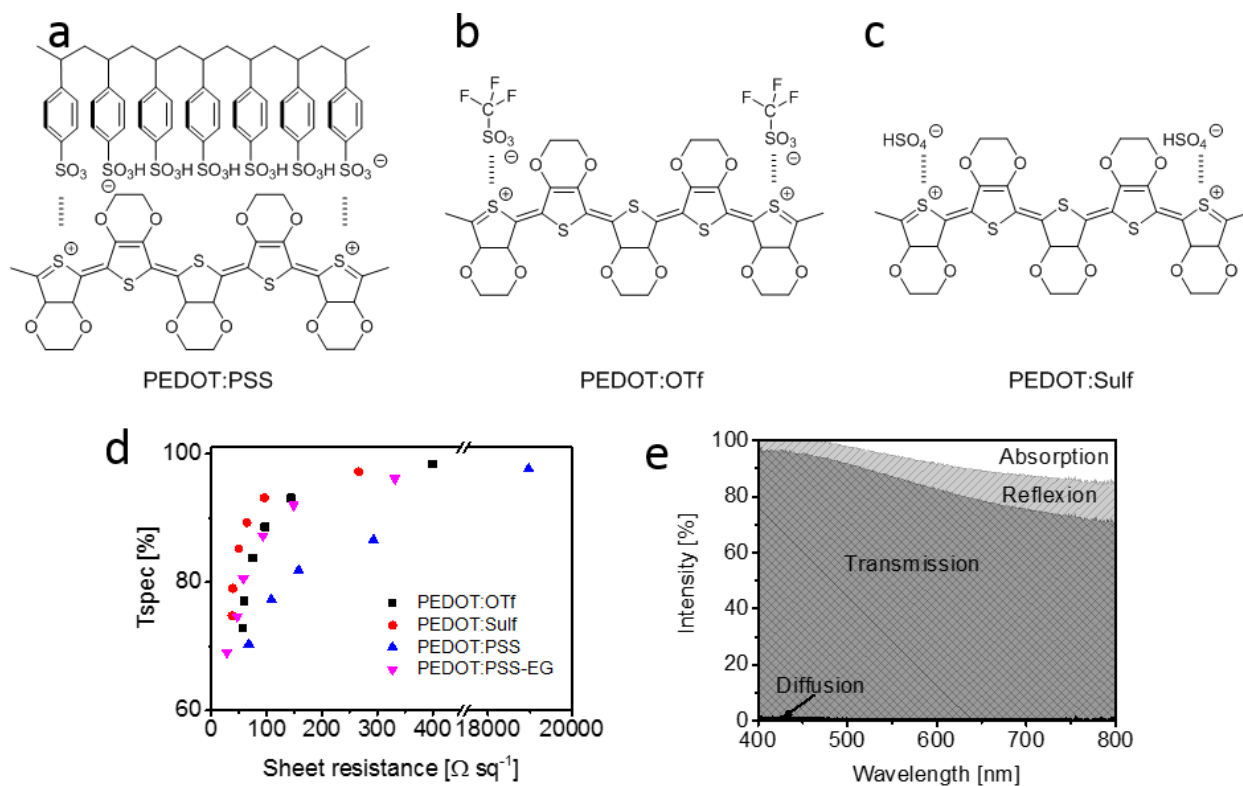 a
SO₃ SO₃H SO₃H SO₃H SO₃H SO₃H SO₃ ⊖
⊖
S ⊕ O O S S O O S S ⊕
O O O O O O
PEDOT:PSS
b
F F F C SO₃ ⊖
F F F C SO₃ ⊖
S ⊕ O O S S O O S S ⊕
O O O O O O
PEDOT:OTf
c
HSO₄ ⊖ HSO₄ ⊖
S ⊕ O O S S O O S S ⊕
O O O O O O
PEDOT:Sulf
d
Tspec [%]
100
80
60
PEDOT:OTf
PEDOT:Sulf
PEDOT:PSS
PEDOT:PSS-EG
0 100 200 300 400 18000 20000
Sheet resistance [Ω sq⁻¹]
e
Intensity [%]
100
80
60
40
20
0
Absorption
Reflexion
Transmission
Diffusion
400 500 600 700 800
Wavelength [nm]